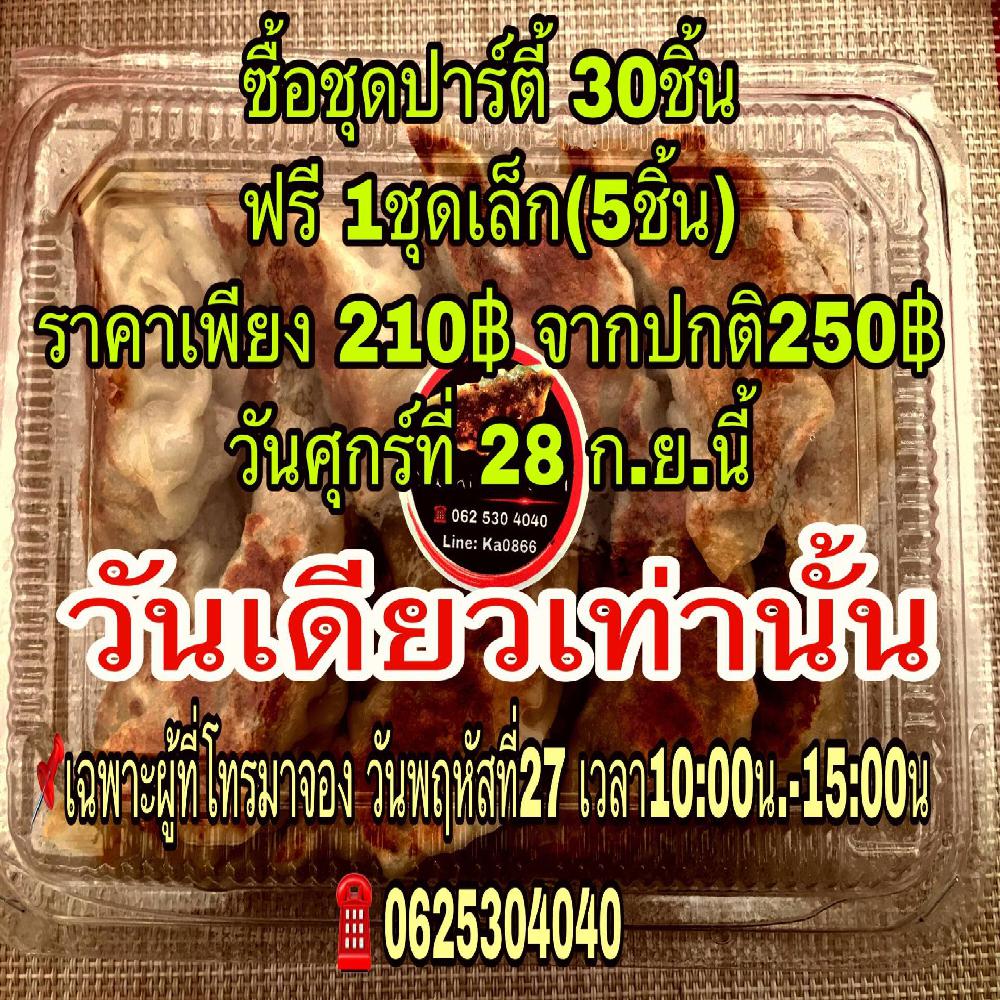 ซื้อชุดปาร์ตี้ 30ชิ้น
ฟรี 1ชุดเล็ก(5ชิ้น)
ราคาเพียง 210฿ จากปกติ250฿
วันศุกร์ที่ 28 ก.ย.นี้
062 530 4040
Line: Ka0866
วันเดียวเท่านั้น
เฉพาะผู้ที่โทรมาจอง วันพฤหัสที่27 เวลา10:00น.-15:00น
0625304040